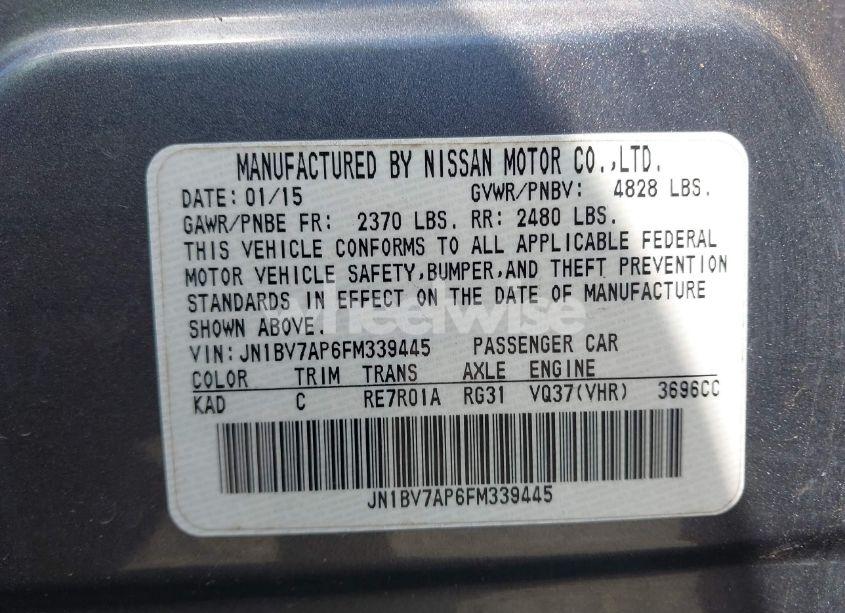 MANUFACTURED BY NISSAN MOTOR CO.,LTD.
DATE: 01/15 GVWR/PNBV: 4828 LBS.
GAWR/PNBE FR: 2370 LBS. RR: 2480 LBS.
THIS VEHICLE CONFORMS TO ALL APPLICABLE FEDERAL
MOTOR VEHICLE SAFETY,BUMPER,AND THEFT PREVENTION
STANDARDS IN EFFECT ON THE DATE OF MANUFACTURE
SHOWN ABOVE.
wheelwise
VIN:JN1BV7AP6FM339445 PASSENGER CAR
COLOR TRIM TRANS AXLE ENGINE
KAD C RE7R01A RG31 VQ37(VHR) 3696CC
JN1BV7AP6FM339445